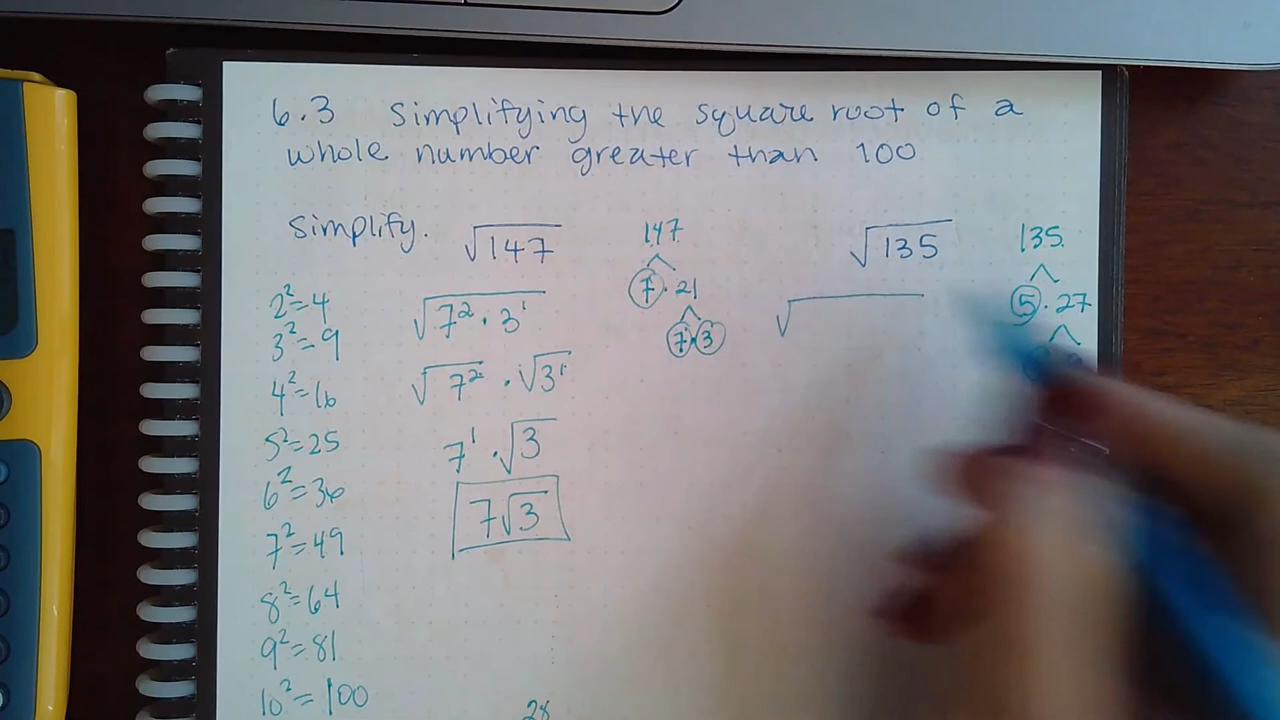 6.3 Simplifying the square root of a
whole number greater than 100
Simplify.
√147
147
7 · 21
7 · 3
√7² · 3¹
√7² · √3¹
7¹ · √3
7√3
√135
135
5 · 27
√
2² = 4
3² = 9
4² = 16
5² = 25
6² = 36
7² = 49
8² = 64
9² = 81
10² = 100
28